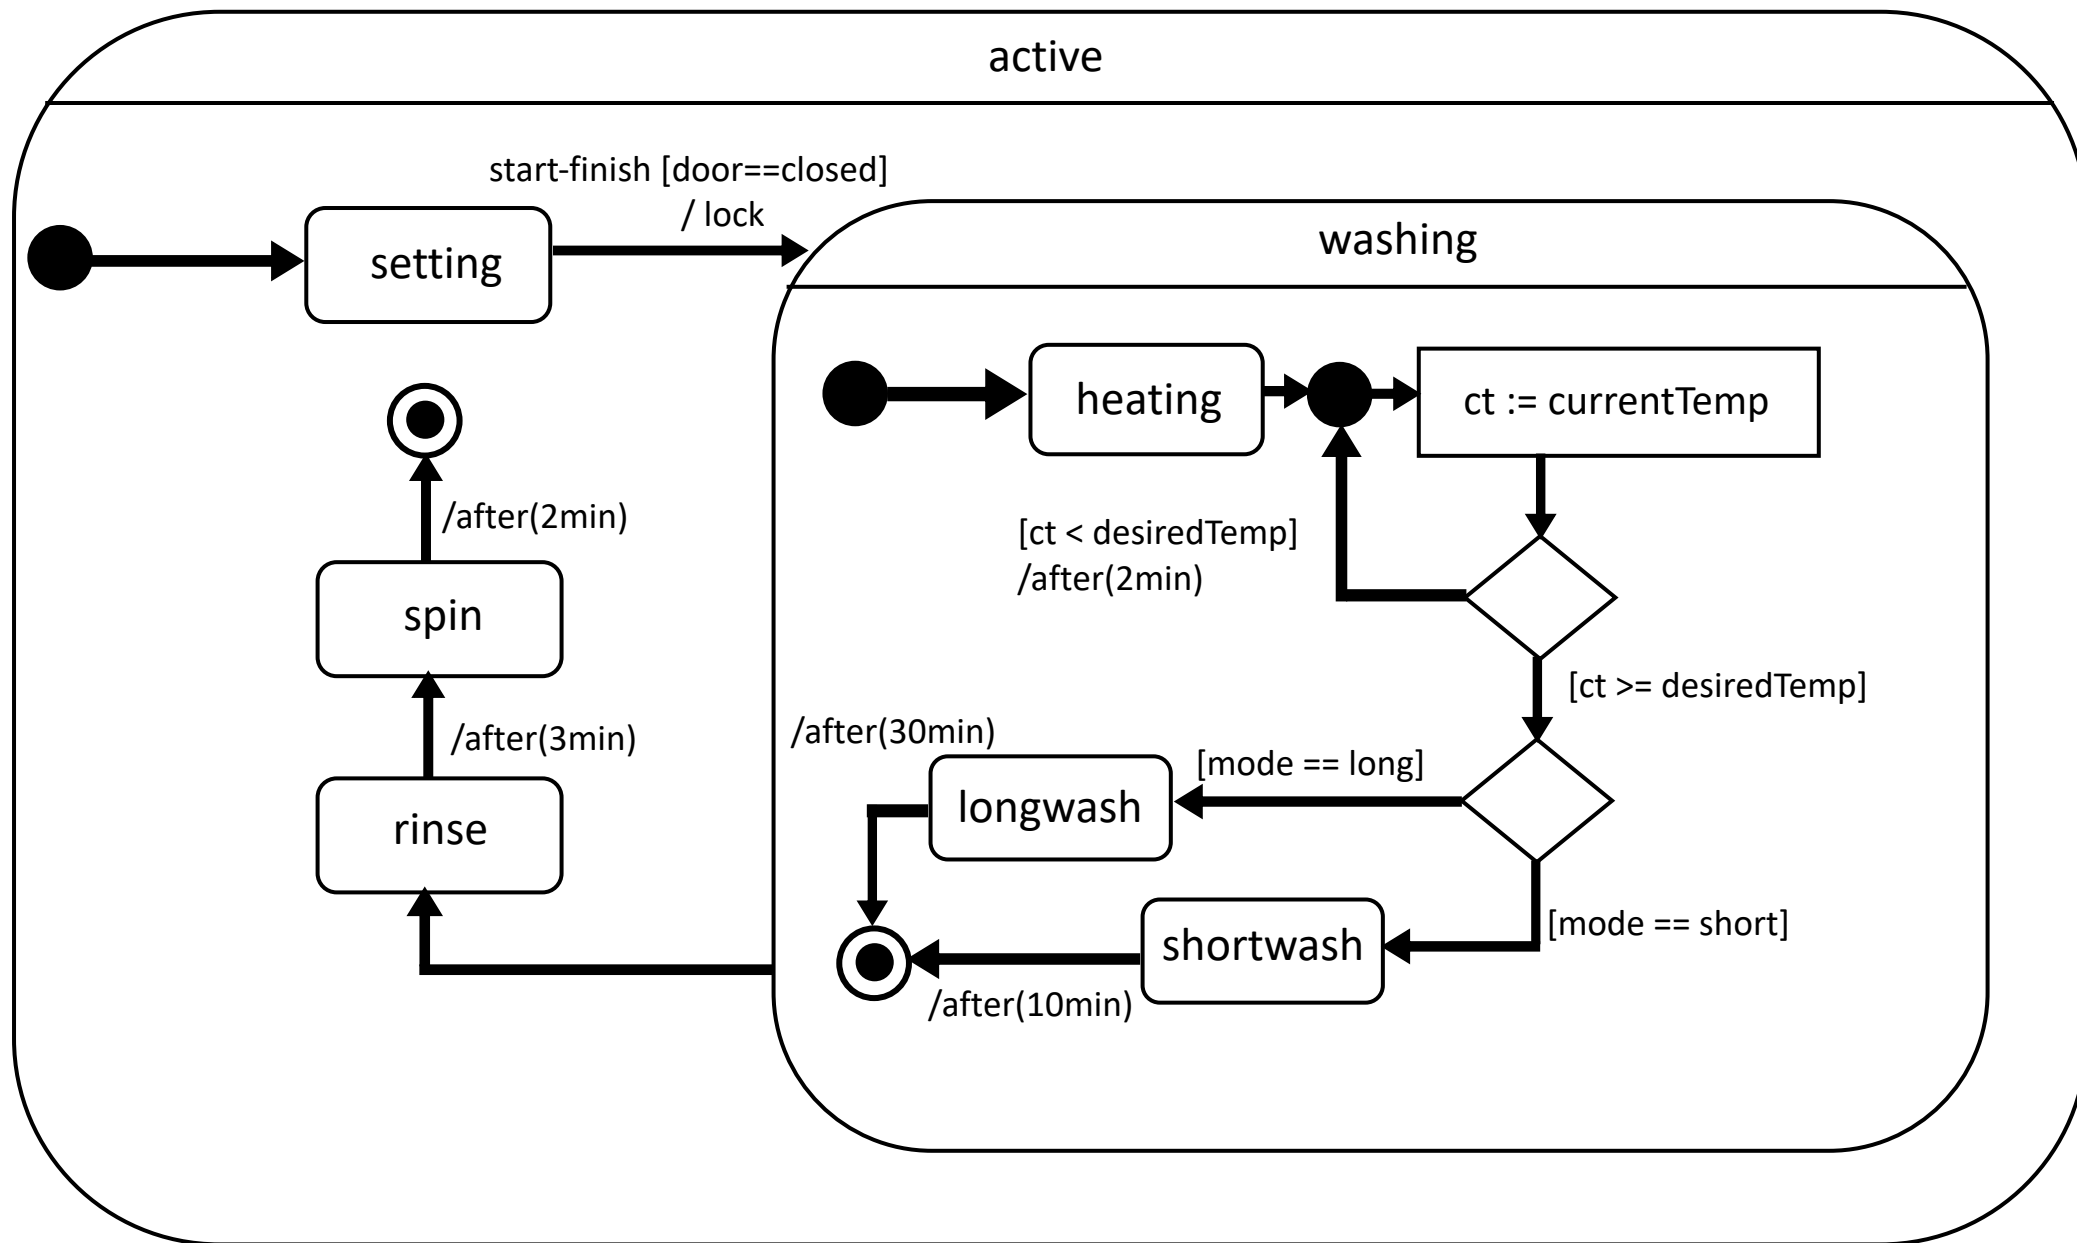 active
start-finish [door==closed]
/ lock
setting
washing
heating
ct := currentTemp
/after(2min)
[ct < desiredTemp]
/after(2min)
spin
[ct >= desiredTemp]
/after(3min)
/after(30min)
[mode == long]
longwash
rinse
[mode == short]
shortwash
/after(10min)